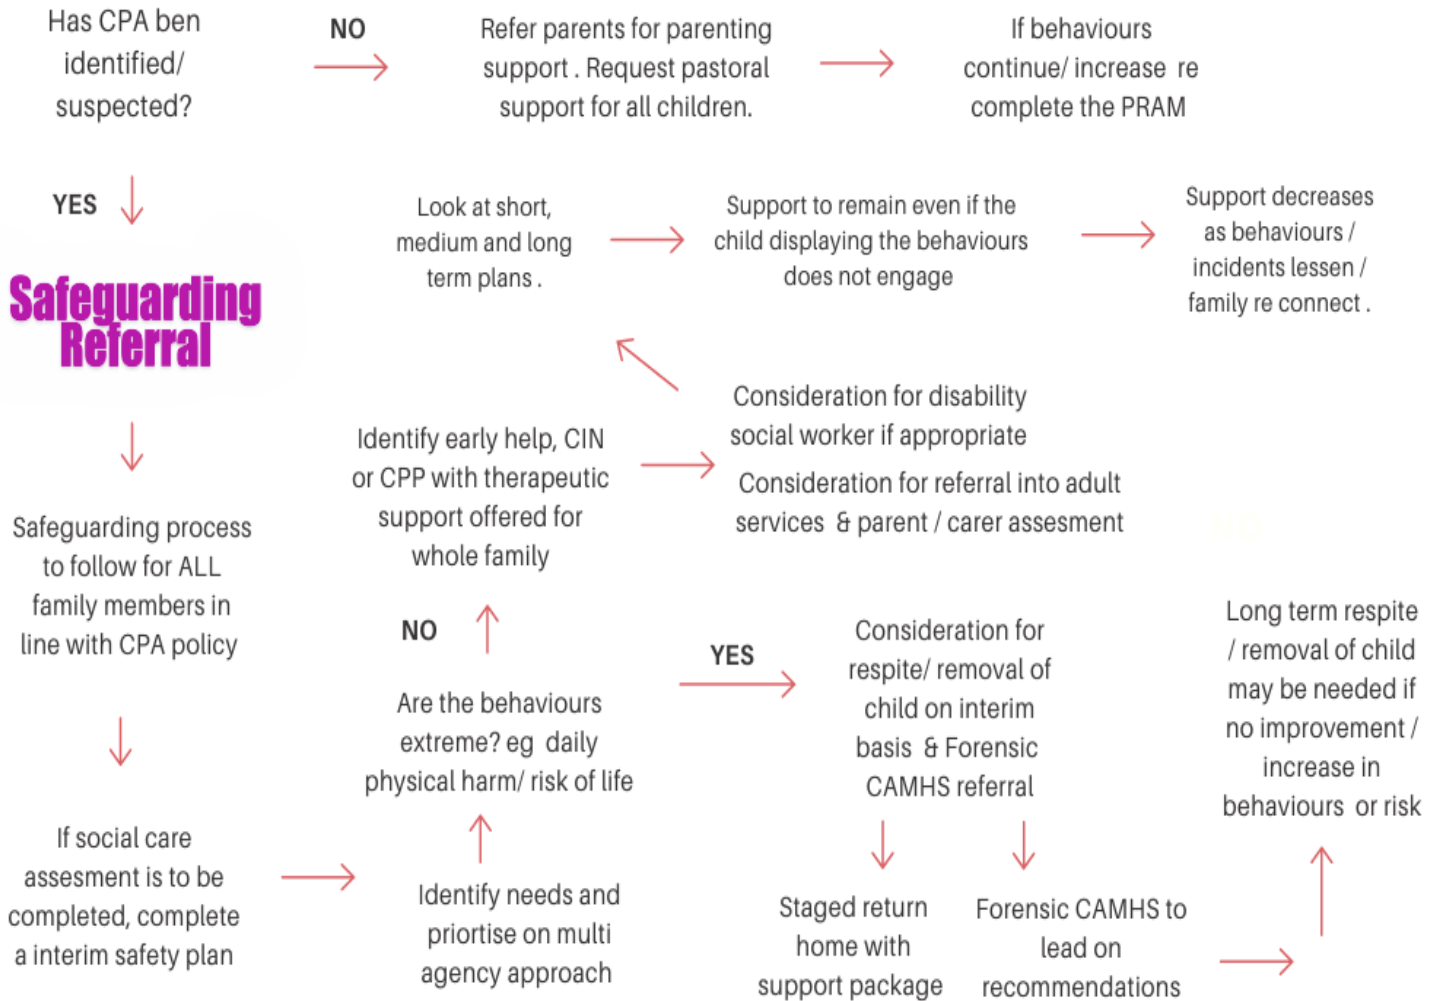 Has CPA ben
identified/
suspected?
NO
Refer parents for parenting
support . Request pastoral
support for all children.
If behaviours
continue/ increase re
complete the PRAM
YES
Safeguarding
Referral
Look at short,
medium and long
term plans .
Support to remain even if the
child displaying the behaviours
does not engage
Support decreases
as behaviours /
incidents lessen /
family re connect .
Safeguarding process
to follow for ALL
family members in
line with CPA policy
Identify early help, CIN
or CPP with therapeutic
support offered for
whole family
Consideration for disability
social worker if appropriate
Consideration for referral into adult
services & parent / carer assesment
If social care
assesment is to be
completed, complete
a interim safety plan
Identify needs and
priortise on multi
agency approach
Are the behaviours
extreme? eg daily
physical harm/ risk of life
NO
YES
Consideration for
respite/ removal of
child on interim
basis & Forensic
CAMHS referral
Staged return
home with
support package
Forensic CAMHS to
lead on
recommendations
Long term respite
/ removal of child
may be needed if
no improvement /
increase in
behaviours or risk